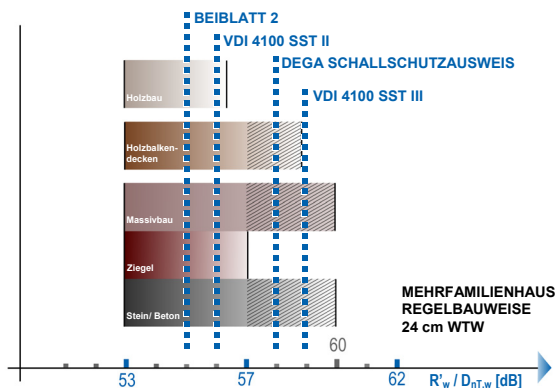 BEIBLATT 2
VDI 4100 SST II
DEGA SCHALLSCHUTZAUSWEIS
VDI 4100 SST III
Holzbau
Holzbalken-
decken
Massivbau
Ziegel
Stein/ Beton
MEHRFAMILIENHAUS
REGELBAUWEISE
24 cm WTW
60
53
57
62
R'w / DnT,w [dB]